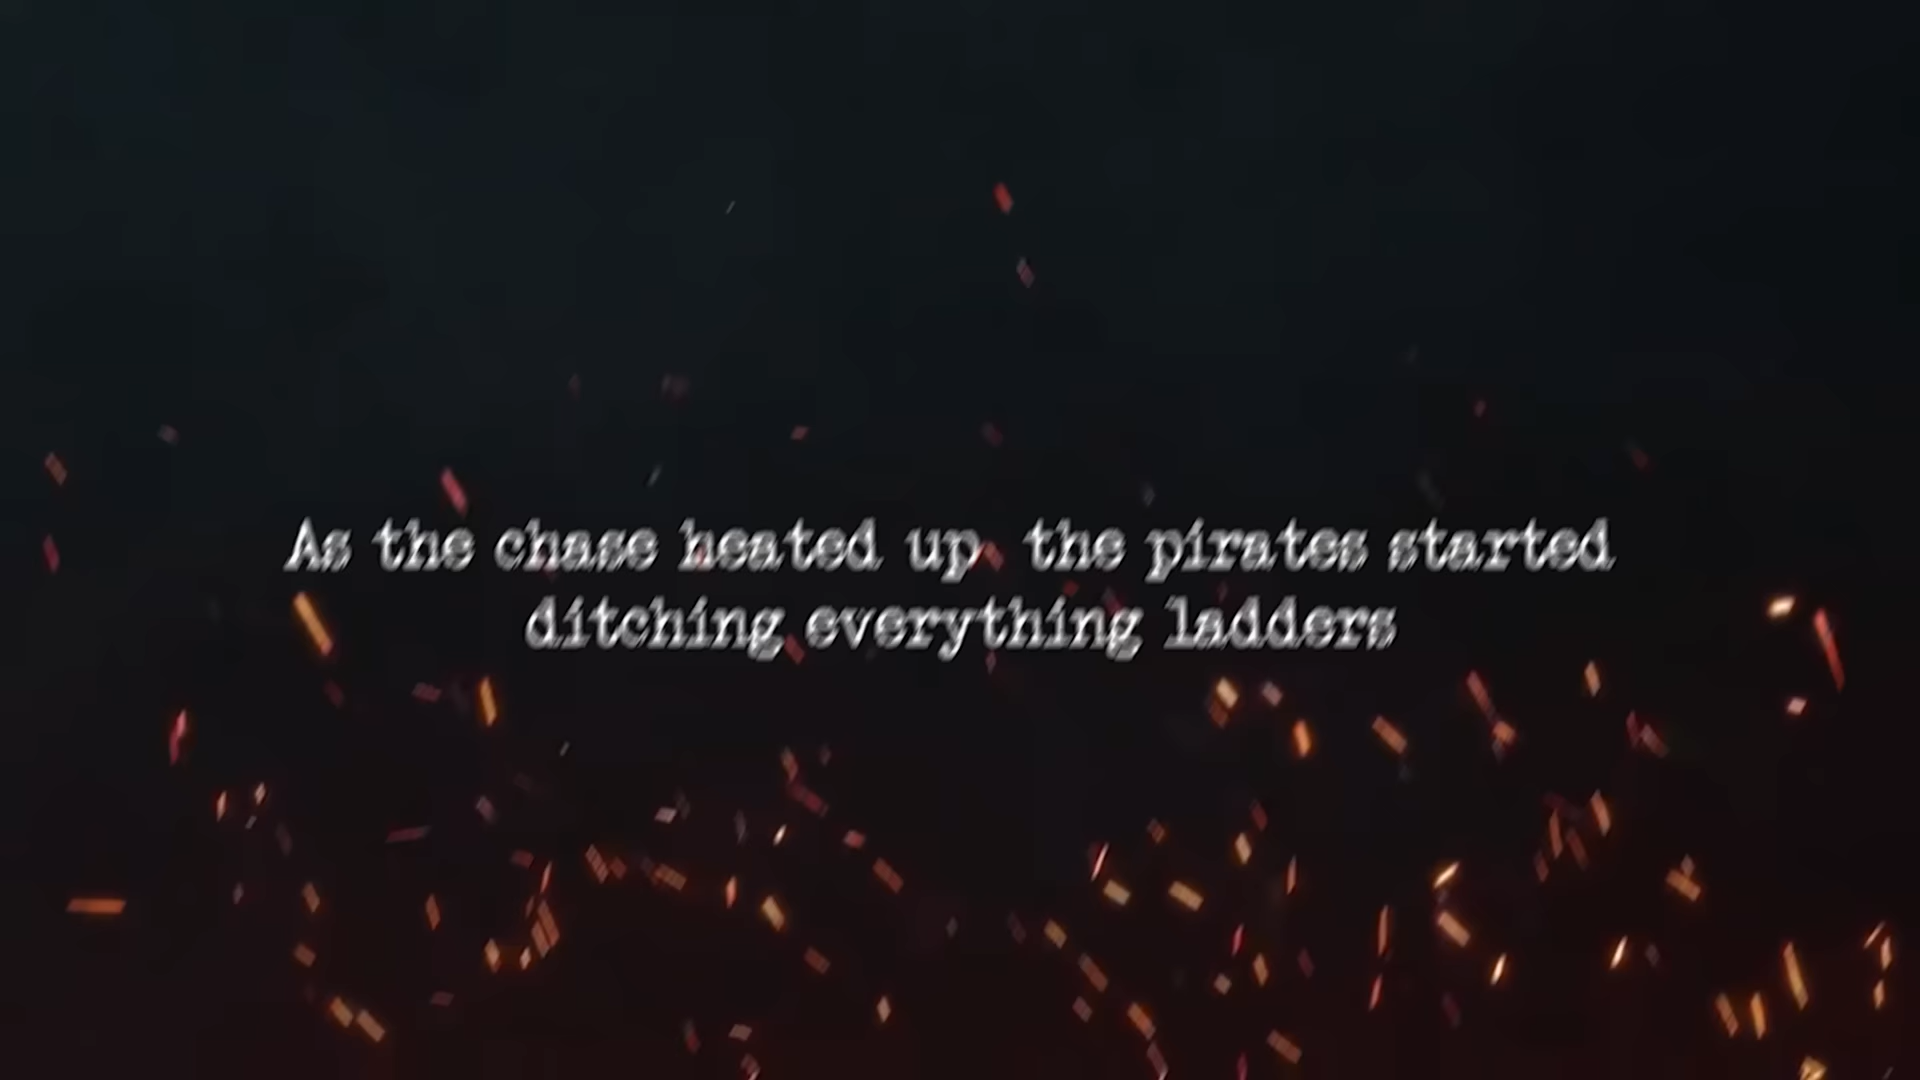 As the chase heated up the pirates started
ditching everything ladders